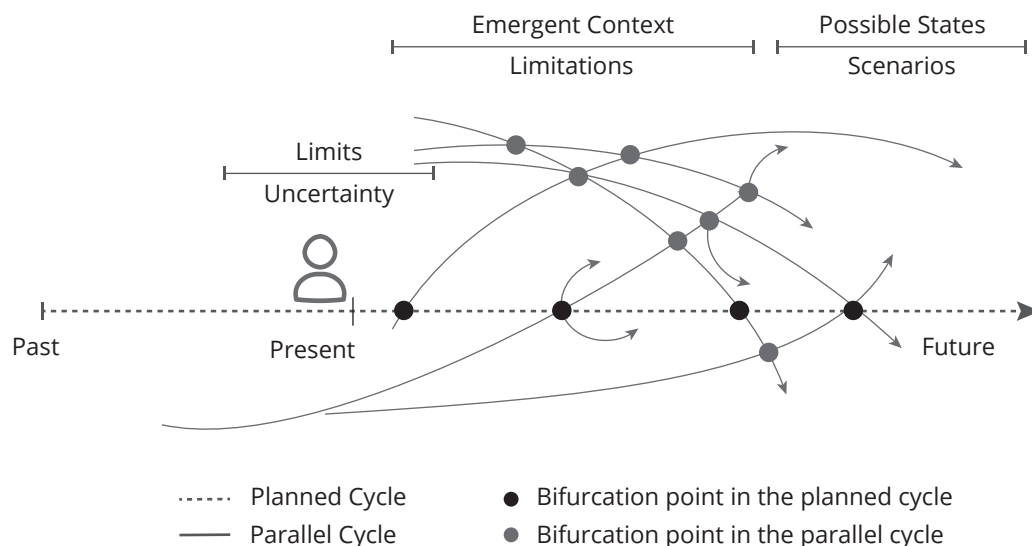 Emergent Context
Limitations
Possible States
Scenarios
Limits
Uncertainty
Past
Present
Future
Planned Cycle
Parallel Cycle
Bifurcation point in the planned cycle
Bifurcation point in the parallel cycle